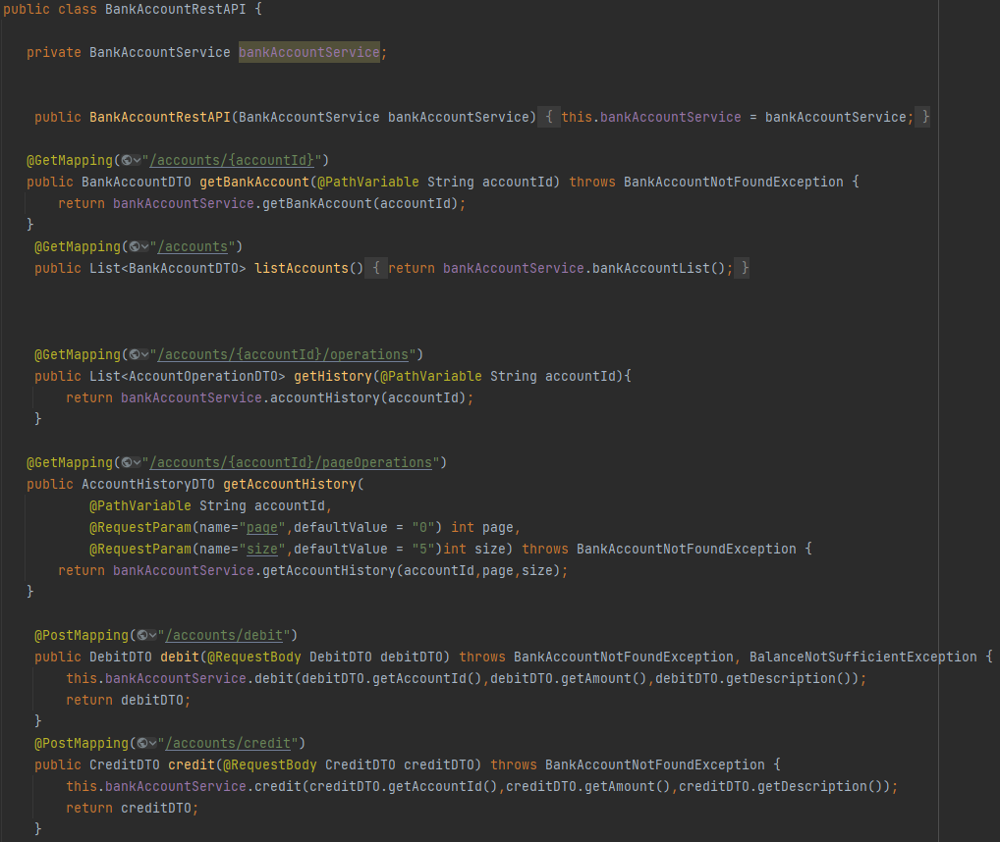 public class BankAccountRestAPI {
private BankAccountService bankAccountService;
public BankAccountRestAPI(BankAccountService bankAccountService) { this.bankAccountService = bankAccountService; }
@GetMapping("/accounts/{accountId}")
public BankAccountDTO getBankAccount(@PathVariable String accountId) throws BankAccountNotFoundException {
return bankAccountService.getBankAccount(accountId);
}
@GetMapping("/accounts")
public List<BankAccountDTO> listAccounts() { return bankAccountService.bankAccountList(); }
@GetMapping("/accounts/{accountId}/operations")
public List<AccountOperationDTO> getHistory(@PathVariable String accountId){
return bankAccountService.accountHistory(accountId);
}
@GetMapping("/accounts/{accountId}/pageOperations")
public AccountHistoryDTO getAccountHistory(
@PathVariable String accountId,
@RequestParam(name="page",defaultValue = "0") int page,
@RequestParam(name="size",defaultValue = "5")int size) throws BankAccountNotFoundException {
return bankAccountService.getAccountHistory(accountId,page,size);
}
@PostMapping("/accounts/debit")
public DebitDTO debit(@RequestBody DebitDTO debitDTO) throws BankAccountNotFoundException, BalanceNotSufficientException {
this.bankAccountService.debit(debitDTO.getAccountId(),debitDTO.getAmount(),debitDTO.getDescription());
return debitDTO;
}
@PostMapping("/accounts/credit")
public CreditDTO credit(@RequestBody CreditDTO creditDTO) throws BankAccountNotFoundException {
this.bankAccountService.credit(creditDTO.getAccountId(),creditDTO.getAmount(),creditDTO.getDescription());
return creditDTO;
}